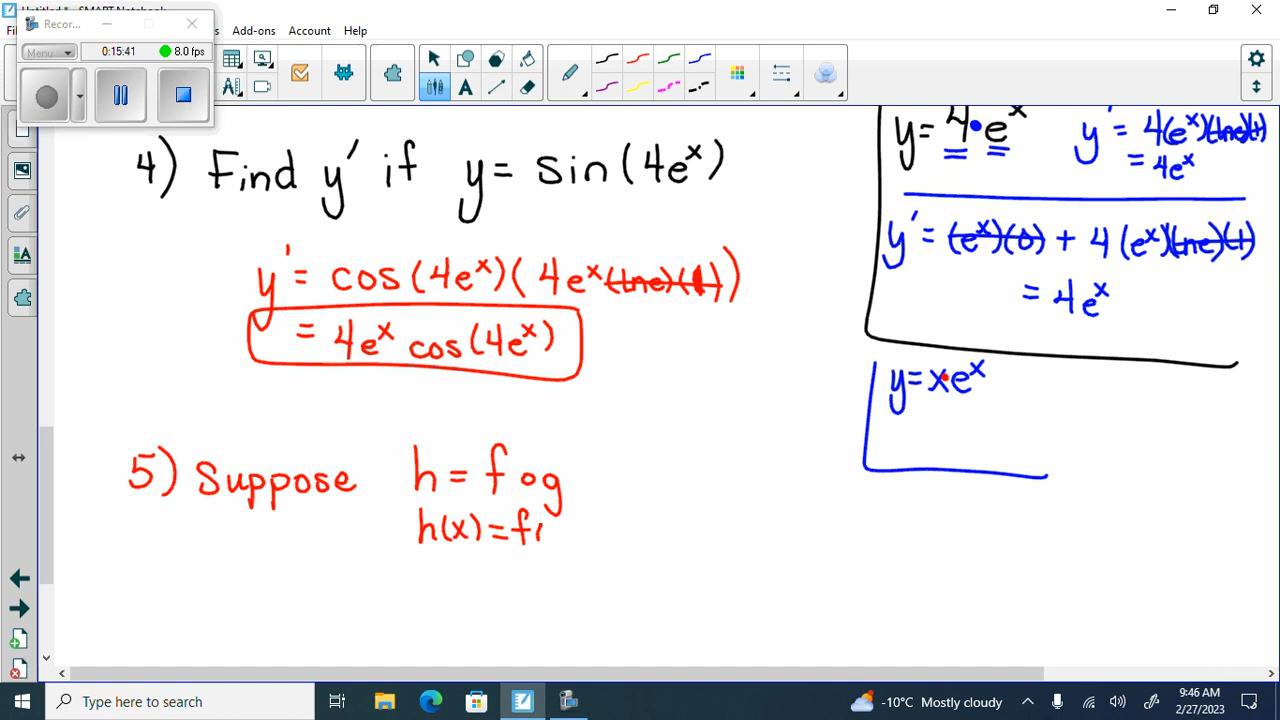 Recor...
Menu
0:15:41
8.0 fps
Add-ons Account Help
4) Find y' if y = sin(4e^x)
y' = cos(4e^x)(4e^x(lne)(1))
= 4e^x cos(4e^x)
5) Suppose h = f o g
h(x) = f(
y = 4 • e^x y' = 4(e^x)(lne)(1)
= 4e^x
y' = (e^x)(0) + 4(e^x)(lne)(1)
= 4e^x
y = x•e^x
Type here to search
-10°C Mostly cloudy
9:46 AM
2/27/2023